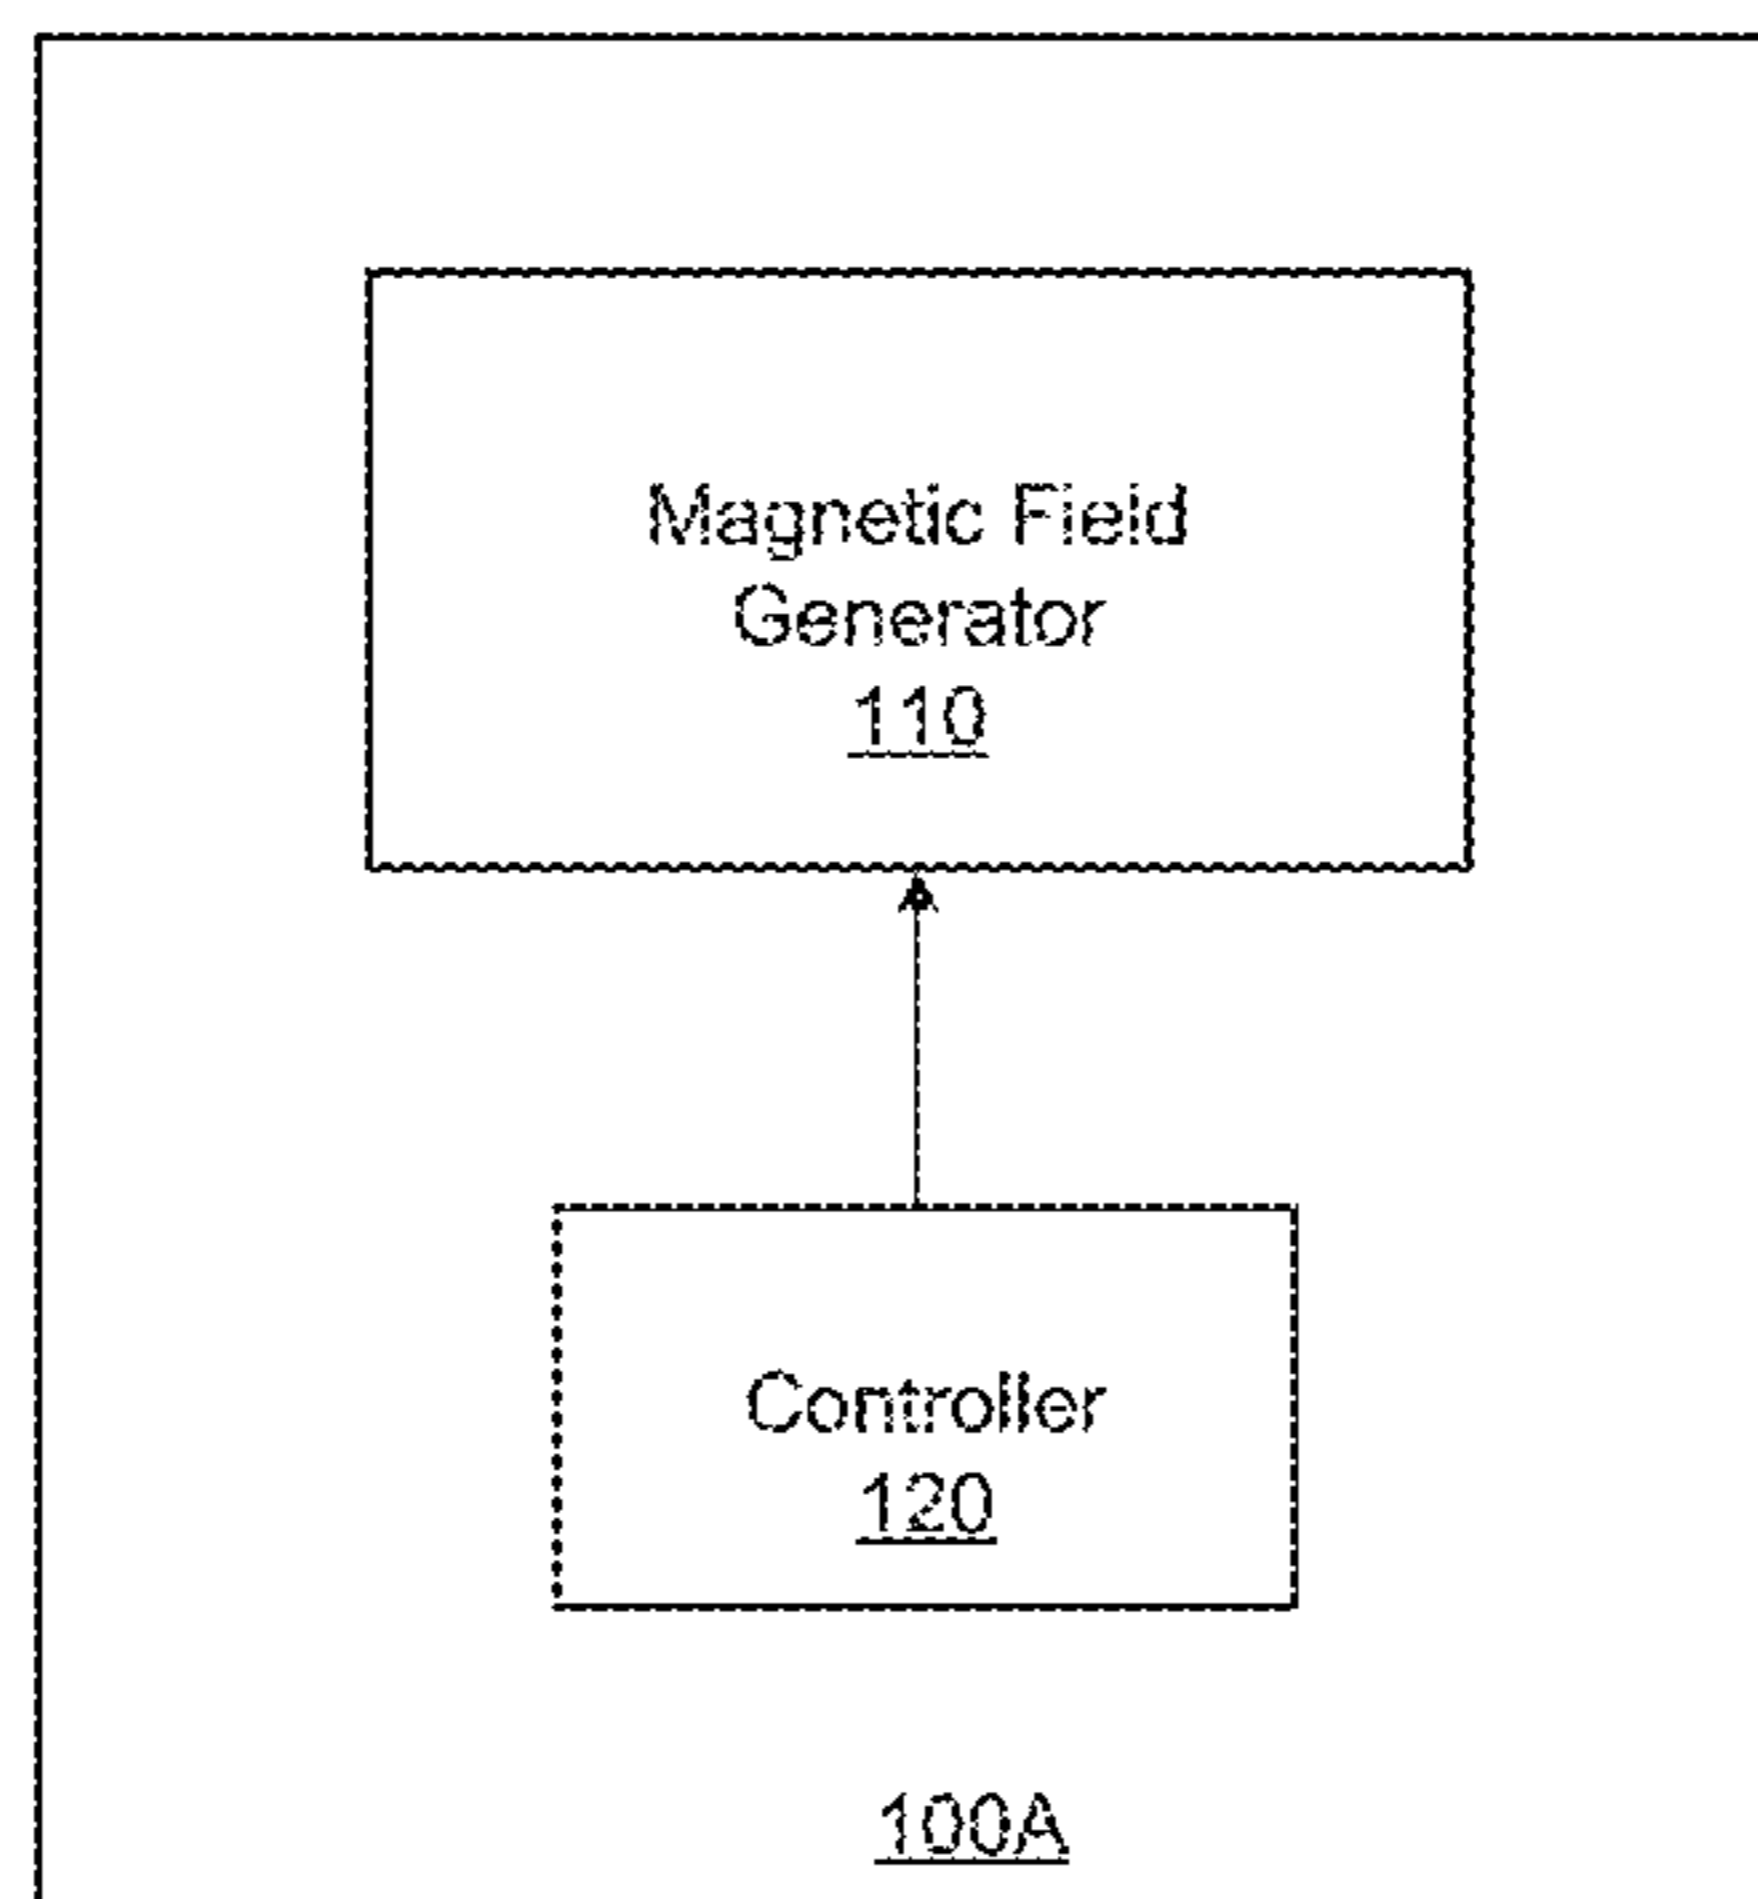 Magnetic Field
Generator
110
Controller
120
100A